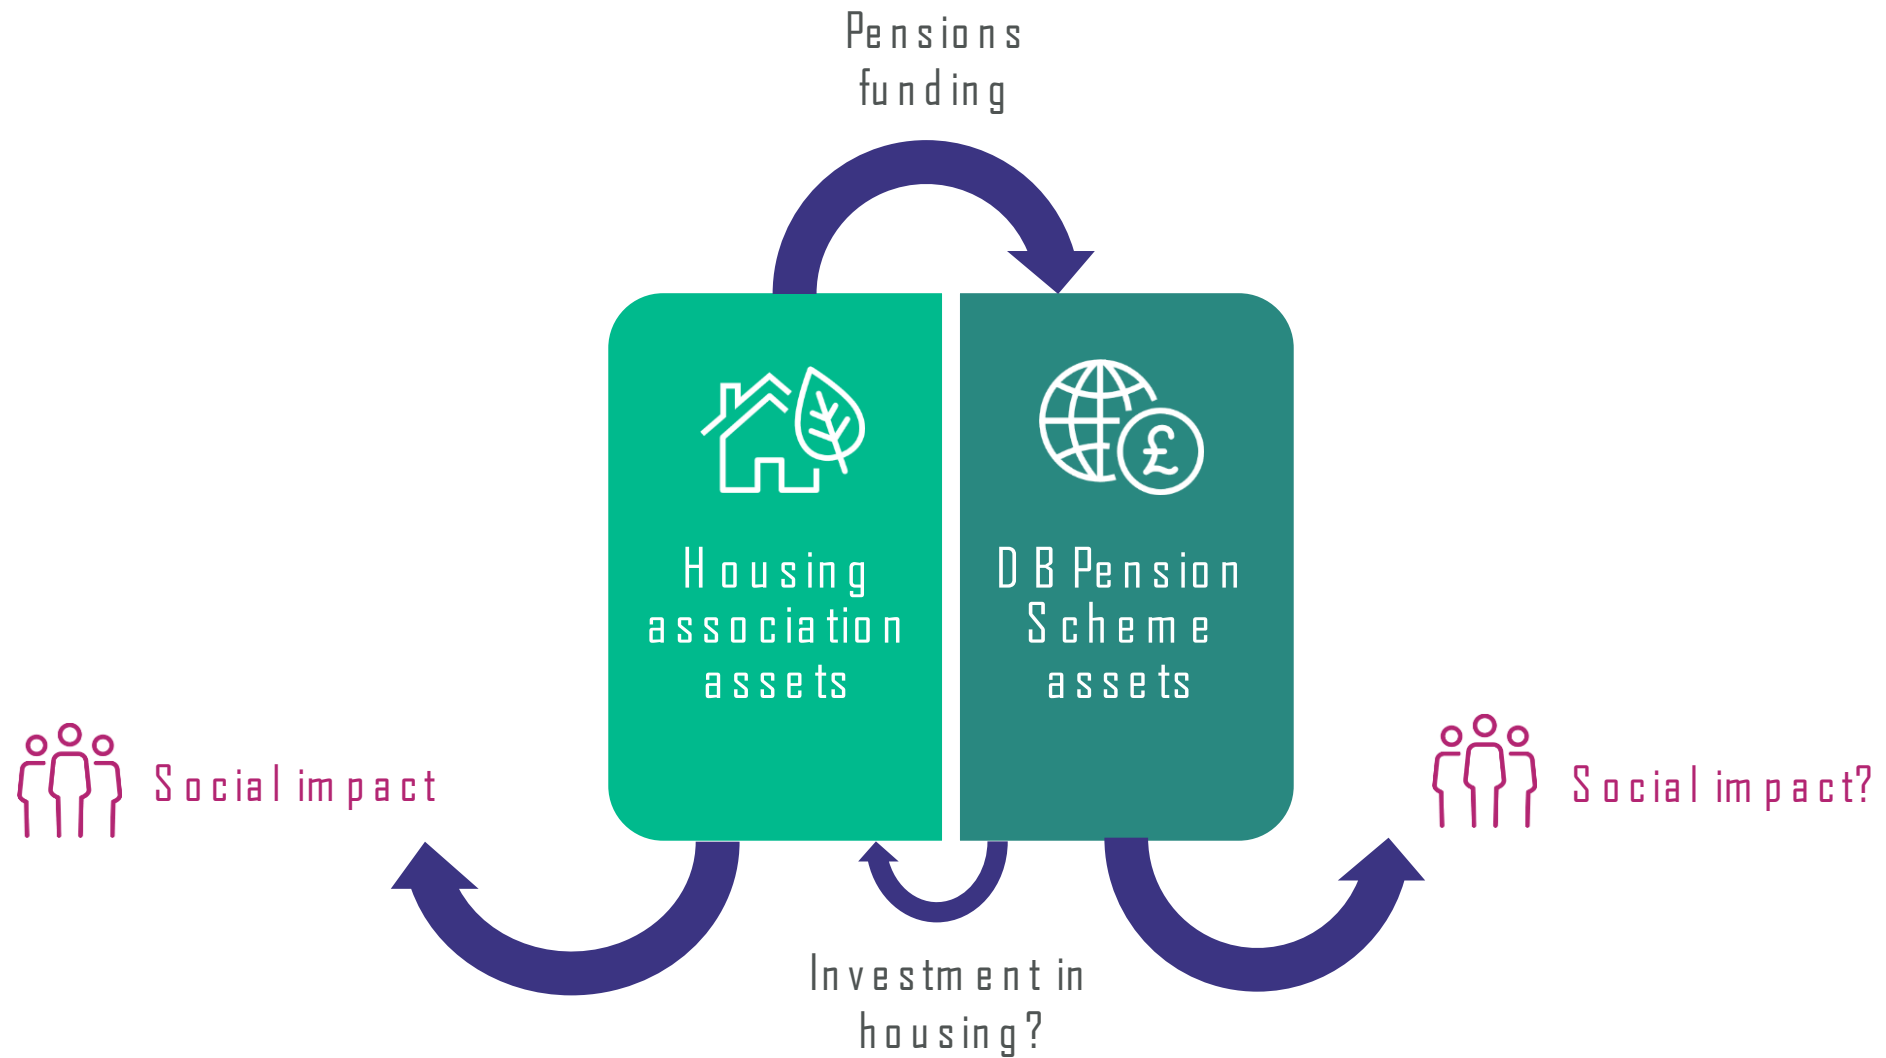 Pensions
funding
£
Housing
association
assets
DB Pension
Scheme
assets
Social impact
Social impact?
Investment in
housing?